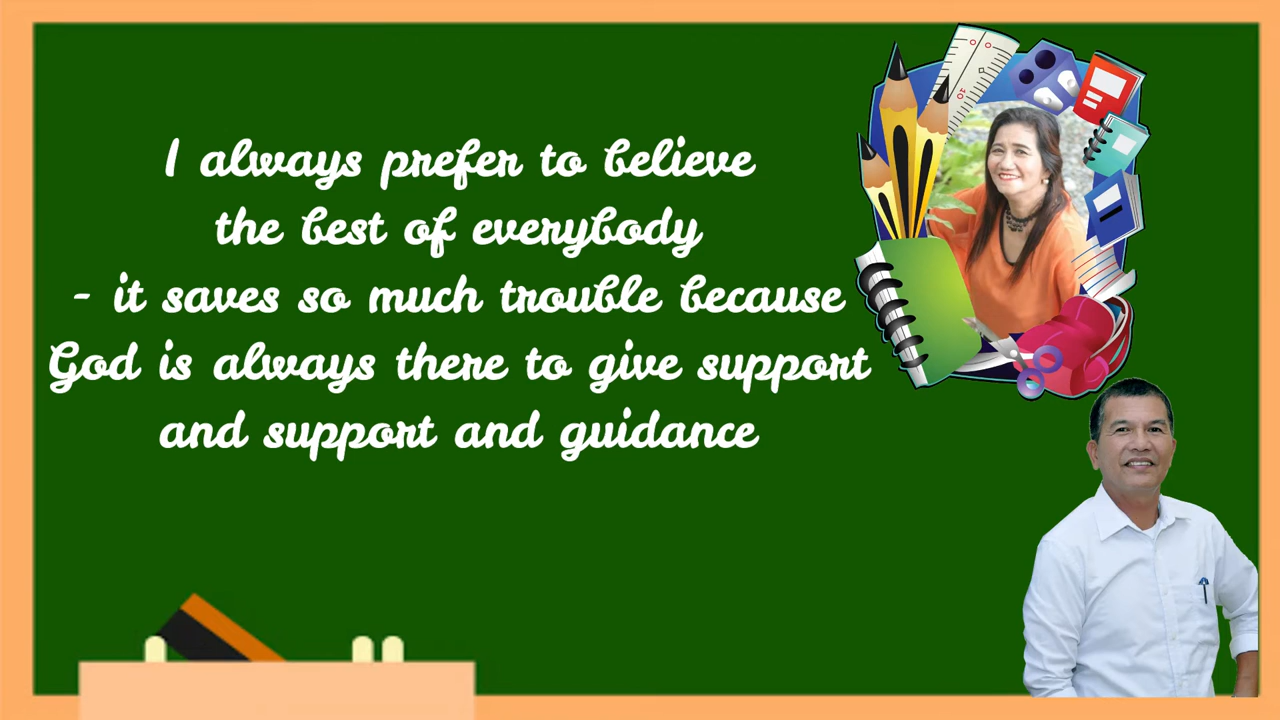 I always prefer to believe
the best of everybody
- it saves so much trouble because
God is always there to give support
and support and guidance